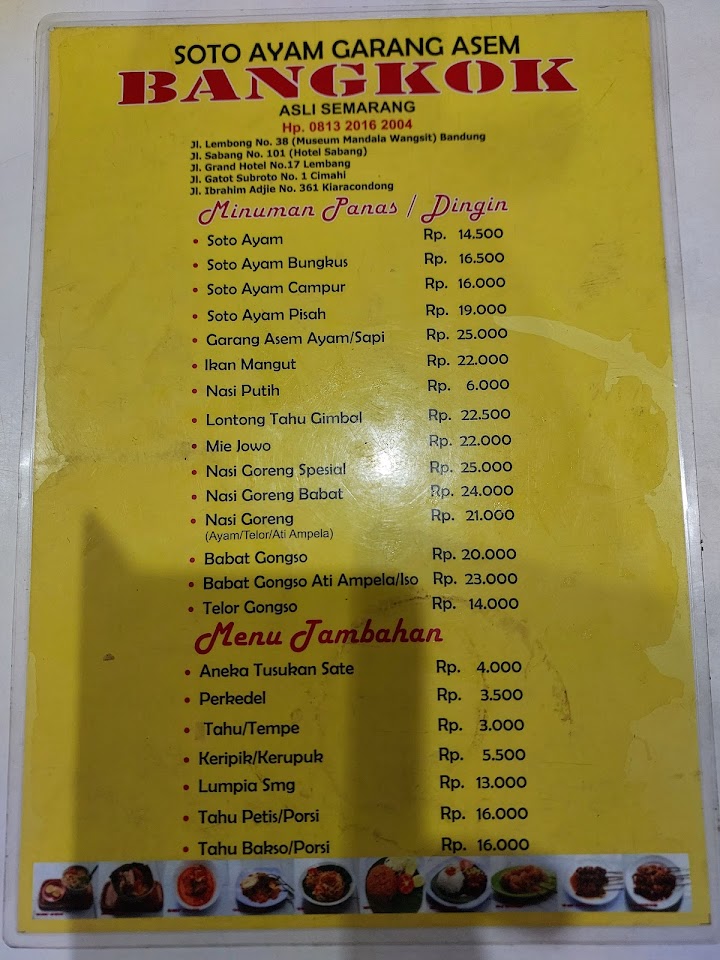 SOTO AYAM GARANG ASEM
BANGKOK
ASLI SEMARANG
Hp. 0813 2016 2004
Jl. Lembong No. 38 (Museum Mandala Wangsit) Bandung
Jl. Sabang No. 101 (Hotel Sabang)
Jl. Grand Hotel No.17 Lembang
Jl. Gatot Subroto No. 1 Cimahi
Jl. Ibrahim Adjie No. 361 Kiaracondong
Minuman Panas / Dingin
• Soto Ayam Rp. 14.500
• Soto Ayam Bungkus Rp. 16.500
• Soto Ayam Campur Rp. 16.000
• Soto Ayam Pisah Rp. 19.000
• Garang Asem Ayam/Sapi Rp. 25.000
• Ikan Mangut Rp. 22.000
• Nasi Putih Rp. 6.000
• Lontong Tahu Gimbal Rp. 22.500
• Mie Jowo Rp. 22.000
• Nasi Goreng Spesial Rp. 25.000
• Nasi Goreng Babat Rp. 24.000
• Nasi Goreng Rp. 21.000
(Ayam/Telor/Ati Ampela)
• Babat Gongso Rp. 20.000
• Babat Gongso Ati Ampela/Iso Rp. 23.000
• Telor Gongso Rp. 14.000
Menu Tambahan
• Aneka Tusukan Sate Rp. 4.000
• Perkedel Rp. 3.500
• Tahu/Tempe Rp. 3.000
• Keripik/Kerupuk Rp. 5.500
• Lumpia Smg Rp. 13.000
• Tahu Petis/Porsi Rp. 16.000
• Tahu Bakso/Porsi Rp. 16.000